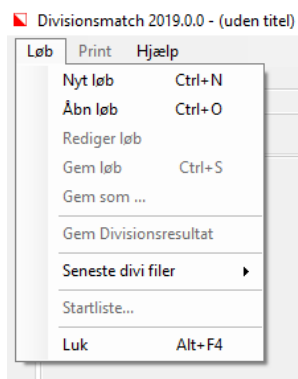 Divisionsmatch 2019.0.0 - (uden titel)
Løb Print Hjælp
Nyt løb Ctrl+N
Åbn løb Ctrl+O
Rediger løb
Gem løb Ctrl+S
Gem som ...
Gem Divisionsresultat
Seneste divi filer
Startliste...
Luk Alt+F4